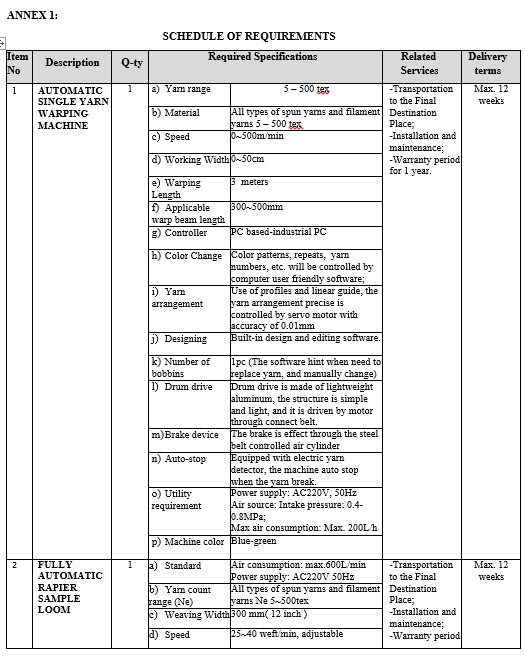 ANNEX 1:
SCHEDULE OF REQUIREMENTS
Item No
Description
Q-ty
Required Specifications
Related Services
Delivery terms
1
AUTOMATIC
SINGLE YARN
WARPING
MACHINE
1
a) Yarn range
5 – 500 tex
b) Material
All types of spun yarns and filament
yarns 5 – 500 tex
c) Speed
0~500m/min
d) Working Width
0~50cm
e) Warping
Length
3 meters
f) Applicable
warp beam length
300~500mm
g) Controller
PC based-industrial PC
h) Color Change
Color patterns, repeats, yarn
numbers, etc. will be controlled by
computer user friendly software;
i) Yarn
arrangement
Use of profiles and linear guide, the
yarn arrangement precise is
controlled by servo motor with
accuracy of 0.01mm
j) Designing
Built-in design and editing software.
k) Number of
bobbins
1pc (The software hint when need to
replace yarn, and manually change)
l) Drum drive
Drum drive is made of lightweight
aluminum, the structure is simple
and light, and it is driven by motor
through connect belt.
m)Brake device
The brake is effect through the steel
belt controlled air cylinder
n) Auto-stop
Equipped with electric yarn
detector, the machine auto stop
when the yarn break.
o) Utility
requirement
Power supply: AC220V, 50Hz
Air source: Intake pressure: 0.4-
0.8MPa;
Max air consumption: Max. 200L/h
p) Machine color
Blue-green
-Transportation
to the Final
Destination
Place;
-Installation and
maintenance;
-Warranty period
for 1 year.
Max. 12
weeks
2
FULLY
AUTOMATIC
RAPIER
SAMPLE
LOOM
1
a) Standard
Air consumption: max.600L/min
Power supply: AC220V 50Hz
b) Yarn count
range (Ne)
All types of spun yarns and filament
yarns Ne 5~500tex
c) Weaving Width
300 mm( 12 inch )
d) Speed
25~40 weft/min, adjustable
-Transportation
to the Final
Destination
Place;
-Installation and
maintenance;
-Warranty period
Max. 12
weeks